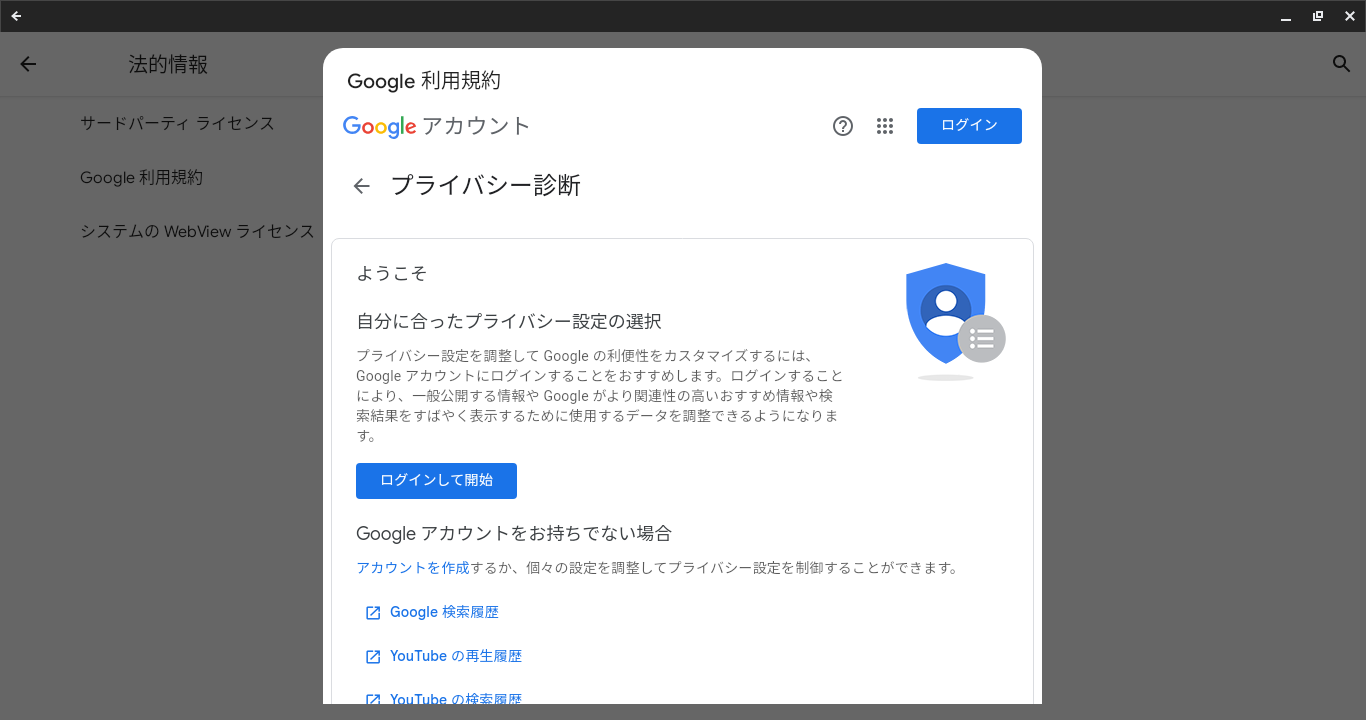 法的情報
サードパーティ ライセンス
Google 利用規約
システムの WebView ライセンス
Google 利用規約
Google アカウント
ログイン
プライバシー診断
ようこそ
自分に合ったプライバシー設定の選択
プライバシー設定を調整して Google の利便性をカスタマイズするには、
Google アカウントにログインすることをおすすめします。ログインすること
により、一般公開する情報や Google がより関連性の高いおすすめ情報や検
索結果をすばやく表示するために使用するデータを調整できるようになりま
す。
ログインして開始
Google アカウントをお持ちでない場合
アカウントを作成するか、個々の設定を調整してプライバシー設定を制御することができます。
Google 検索履歴
YouTube の再生履歴
YouTube の検索履歴